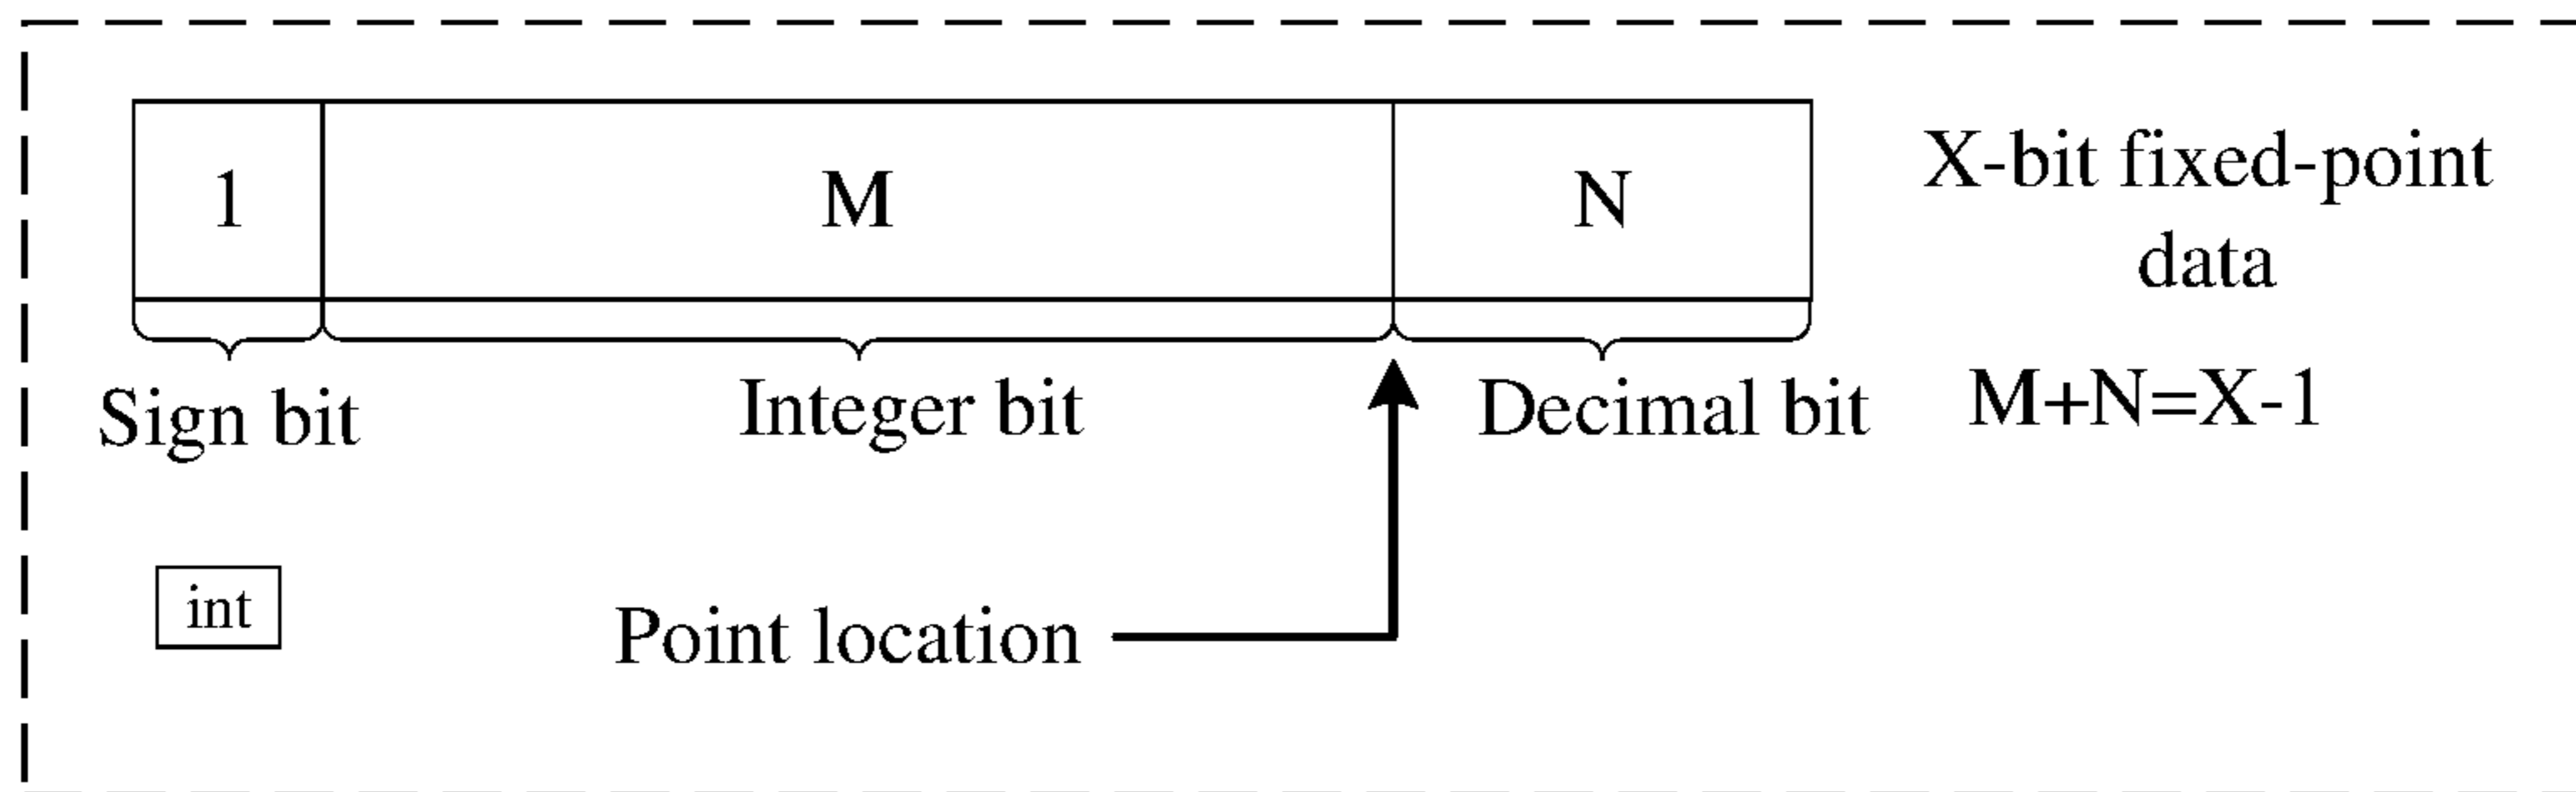 1
M
N
X-bit fixed-point
data
Sign bit
Integer bit
Decimal bit
M+N=X-1
int
Point location